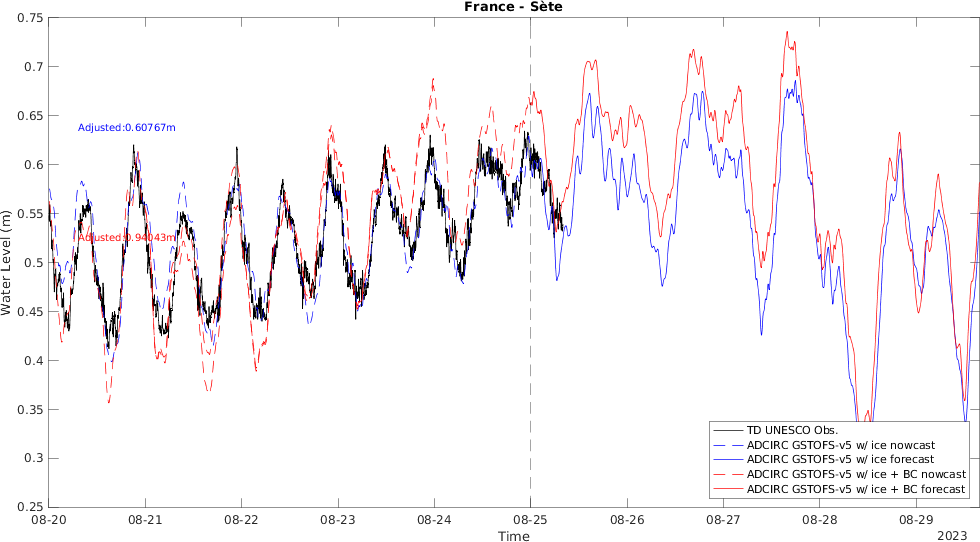 France - Sète
0.75
0.7
0.65
0.6
0.55
0.5
0.45
0.4
0.35
0.3
0.25
Water Level (m)
Adjusted:0.60767m
Adjusted:0.94043m
TD UNESCO Obs.
ADCIRC GSTOFS-v5 w/ ice nowcast
ADCIRC GSTOFS-v5 w/ ice forecast
ADCIRC GSTOFS-v5 w/ ice + BC nowcast
ADCIRC GSTOFS-v5 w/ ice + BC forecast
08-20 08-21 08-22 08-23 08-24 08-25 08-26 08-27 08-28 08-29
Time
2023